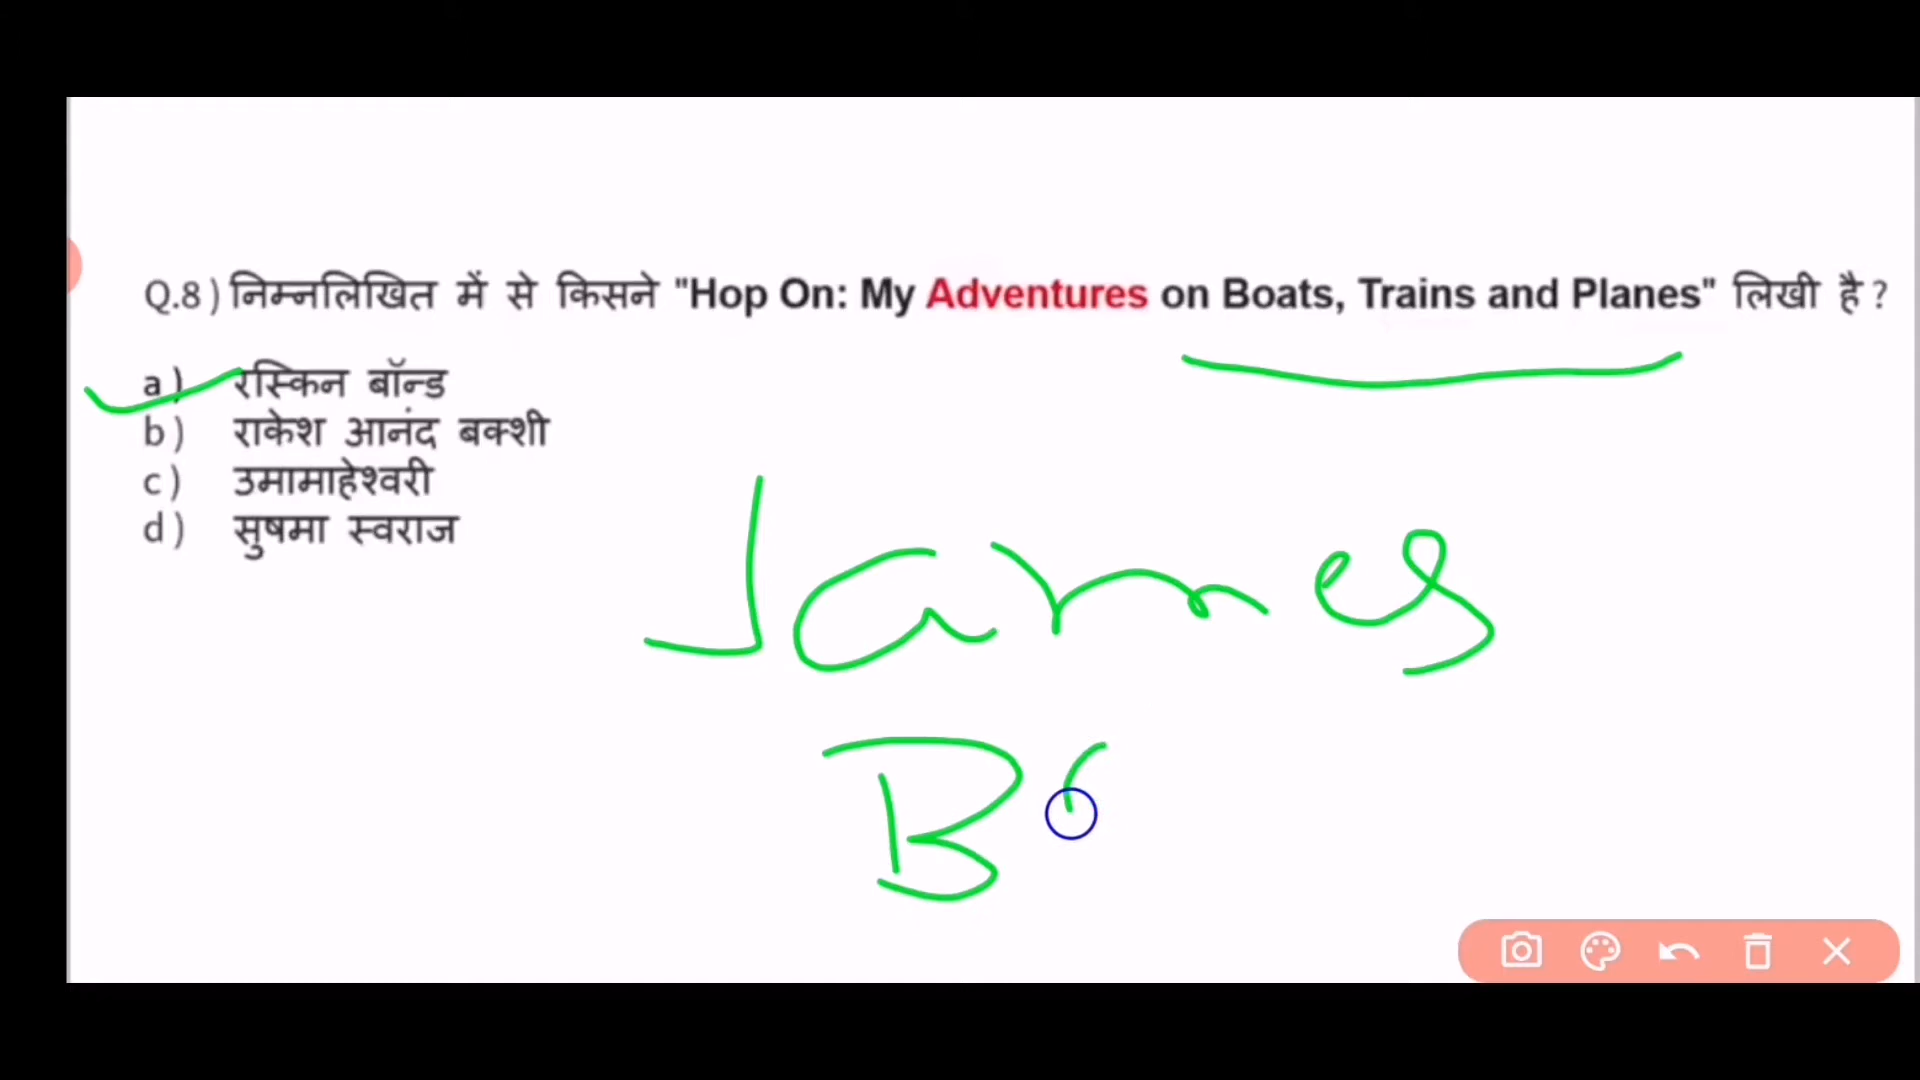 Q.8) निम्नलिखित में से किसने "Hop On: My Adventures on Boats, Trains and Planes" लिखी है?
a) रस्किन बॉन्ड
b) राकेश आनंद बक्शी
c) उमामाहेश्वरी
d) सुषमा स्वराज
James
B